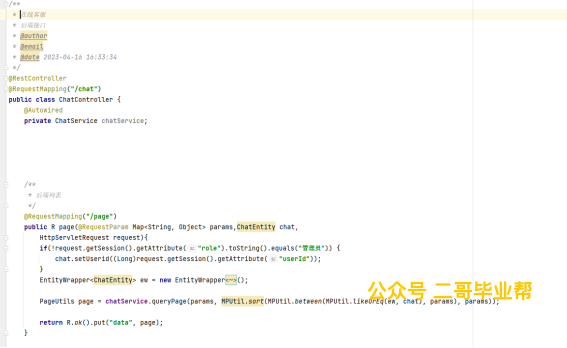 /**
 * 在线客服
 * 后端接口
 * @author
 * @email
 * @date 2023-04-16 16:33:34
 */
@RestController
@RequestMapping("/chat")
public class ChatController {
    @Autowired
    private ChatService chatService;
    /**
     * 后端列表
     */
    @RequestMapping("/page")
    public R page(@RequestParam Map<String, Object> params,ChatEntity chat,
        HttpServletRequest request){
        if(!request.getSession().getAttribute( s: "role").toString().equals("管理员")) {
            chat.setUserid((Long)request.getSession().getAttribute( s: "userId"));
        }
        EntityWrapper<ChatEntity> ew = new EntityWrapper<~>();
        PageUtils page = chatService.queryPage(params, MPUtil.sort(MPUtil.between(MPUtil.likeOrEq(ew, chat), params), params));
        return R.ok().put("data", page);
    }
公众号 二哥毕业帮